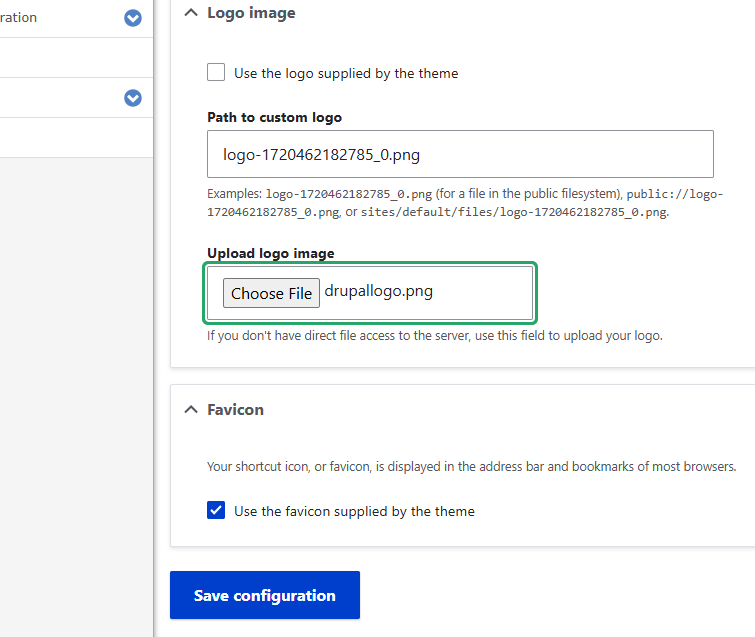 ration
Logo image
Use the logo supplied by the theme
Path to custom logo
logo-1720462182785_0.png
Examples: logo-1720462182785_0.png (for a file in the public filesystem), public://logo-
1720462182785_0.png, or sites/default/files/logo-1720462182785_0.png.
Upload logo image
Choose File drupallogo.png
If you don't have direct file access to the server, use this field to upload your logo.
Favicon
Your shortcut icon, or favicon, is displayed in the address bar and bookmarks of most browsers.
Use the favicon supplied by the theme
Save configuration